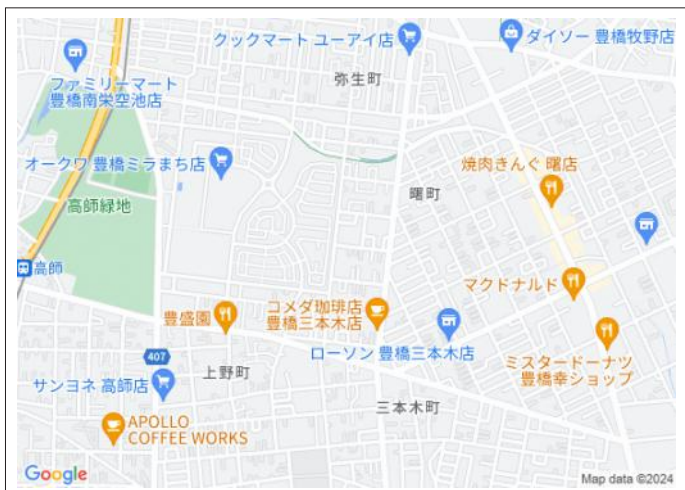 クックマート ユーアイ店
ダイソー 豊橋牧野店
ファミリーマート
豊橋南栄空池店
弥生町
オークワ 豊橋ミラまち店
焼肉きんぐ 曙店
曙町
高師緑地
高師
マクドナルド
豊盛園
コメダ珈琲店
豊橋三本木店
ローソン 豊橋三本木店
ミスタードーナツ
豊橋幸ショップ
407
上野町
サンヨネ 高師店
三本木町
APOLLO
COFFEE WORKS
Google
Map data ©2024